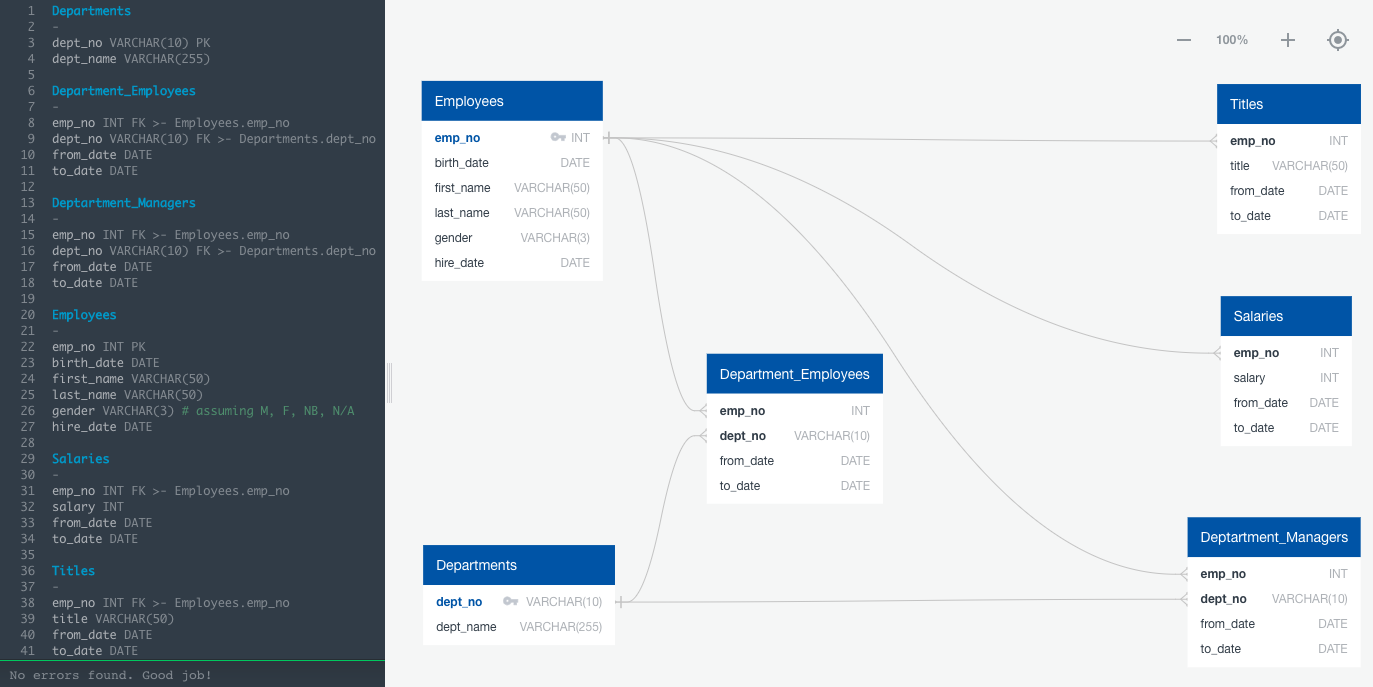 1 Departments
2 -
3 dept_no VARCHAR(10) PK
4 dept_name VARCHAR(255)
5
6 Department_Employees
7 -
8 emp_no INT FK >- Employees.emp_no
9 dept_no VARCHAR(10) FK >- Departments.dept_no
10 from_date DATE
11 to_date DATE
12
13 Deptartment_Managers
14 -
15 emp_no INT FK >- Employees.emp_no
16 dept_no VARCHAR(10) FK >- Departments.dept_no
17 from_date DATE
18 to_date DATE
19
20 Employees
21 -
22 emp_no INT PK
23 birth_date DATE
24 first_name VARCHAR(50)
25 last_name VARCHAR(50)
26 gender VARCHAR(3) # assuming M, F, NB, N/A
27 hire_date DATE
28
29 Salaries
30 -
31 emp_no INT FK >- Employees.emp_no
32 salary INT
33 from_date DATE
34 to_date DATE
35
36 Titles
37 -
38 emp_no INT FK >- Employees.emp_no
39 title VARCHAR(50)
40 from_date DATE
41 to_date DATE
No errors found. Good job!
100%
Employees
emp_no INT
birth_date DATE
first_name VARCHAR(50)
last_name VARCHAR(50)
gender VARCHAR(3)
hire_date DATE
Titles
emp_no INT
title VARCHAR(50)
from_date DATE
to_date DATE
Salaries
emp_no INT
salary INT
from_date DATE
to_date DATE
Department_Employees
emp_no INT
dept_no VARCHAR(10)
from_date DATE
to_date DATE
Departments
dept_no VARCHAR(10)
dept_name VARCHAR(255)
Deptartment_Managers
emp_no INT
dept_no VARCHAR(10)
from_date DATE
to_date DATE